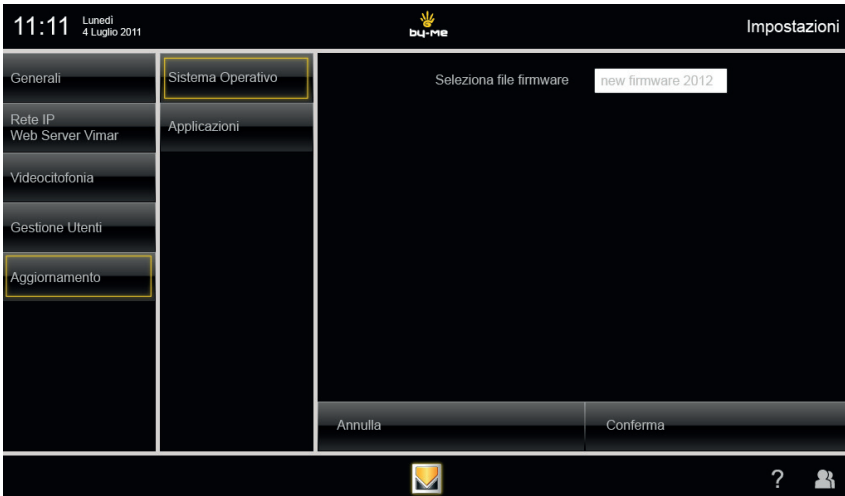 11:11
Lunedì
4 Luglio 2011
by-me
Impostazioni
Generali
Rete IP
Web Server Vimar
Videocitofonia
Gestione Utenti
Aggiornamento
Sistema Operativo
Applicazioni
Seleziona file firmware
new firmware 2012
Annulla
Conferma
?